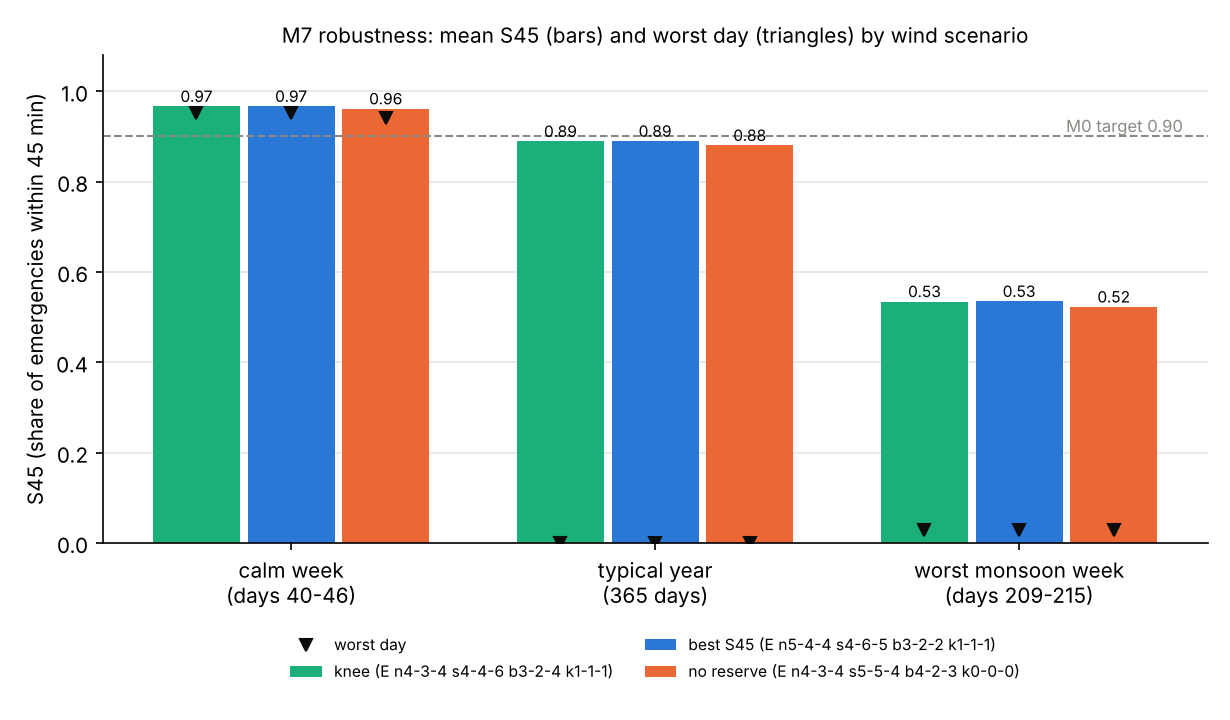 M7 robustness: mean S45 (bars) and worst day (triangles) by wind scenario
S45 (share of emergencies within 45 min)
1.0
0.8
0.6
0.4
0.2
0.0
0.97
0.97
0.96
0.89
0.89
0.88
M0 target 0.90
0.53
0.53
0.52
calm week
(days 40-46)
typical year
(365 days)
worst monsoon week
(days 209-215)
worst day
knee (E n4-3-4 s4-4-6 b3-2-4 k1-1-1)
best S45 (E n5-4-4 s4-6-5 b3-2-2 k1-1-1)
no reserve (E n4-3-4 s5-5-4 b4-2-3 k0-0-0)